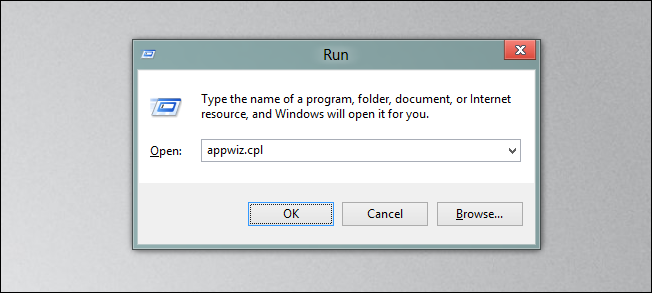 Run
Type the name of a program, folder, document, or Internet
resource, and Windows will open it for you.
Open: appwiz.cpl
OK Cancel Browse...